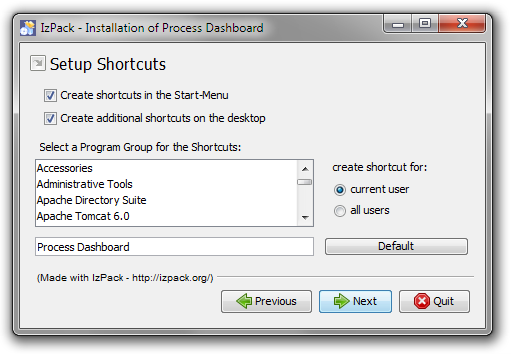 IzPack - Installation of Process Dashboard
Setup Shortcuts
Create shortcuts in the Start-Menu
Create additional shortcuts on the desktop
Select a Program Group for the Shortcuts:
Accessories
Administrative Tools
Apache Directory Suite
Apache Tomcat 6.0
create shortcut for:
current user
all users
Process Dashboard
Default
(Made with IzPack - http://izpack.org/)
Previous
Next
Quit